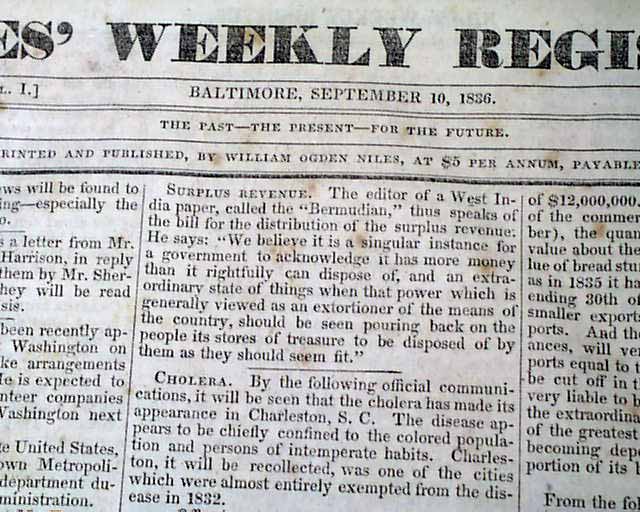 ES' WEEKLY REGIS
L. I.]
BALTIMORE, SEPTEMBER 10, 1836.
THE PAST—THE PRESENT—FOR THE FUTURE.
PRINTED AND PUBLISHED, BY WILLIAM OGDEN NILES, AT $5 PER ANNUM, PAYABLE
ws will be found to
ng—especially the
o.
s a letter from Mr.
Harrison, in reply
them by Mr. Sher-
hey will be read
sis.
been recently ap-
Washington on
ke arrangements
He is expected to
nteer companies
Washington next
te United States,
own Metropoli-
department du-
ministration.
SURPLUS REVENUE. The editor of a West In-
dia paper, called the "Bermudian," thus speaks of
the bill for the distribution of the surplus revenue.
He says: "We believe it is a singular instance for
a government to acknowledge it has more money
than it rightfully can dispose of, and an extra-
ordinary state of things when that power which is
generally viewed as an extortioner of the means of
the country, should be seen pouring back on the
people its stores of treasure to be disposed of by
them as they should seem fit."
CHOLERA. By the following official communi-
cations, it will be seen that the cholera has made its
appearance in Charleston, S. C. The disease ap-
pears to be chiefly confined to the colored popula-
tion and persons of intemperate habits. Charles-
ton, it will be recollected, was one of the cities
which were almost entirely exempted from the dis-
ease in 1832.
of $12,000,000.
of the commer
ber), the quan
value about the
lue of bread stu
as in 1835 it ha
ending 30th of
smaller exports
ports. And the
ances, will ve
ports equal to t
be cut off in t
very liable to b
the extraordina
of the greatest
becoming depe
portion of its l
From the fol